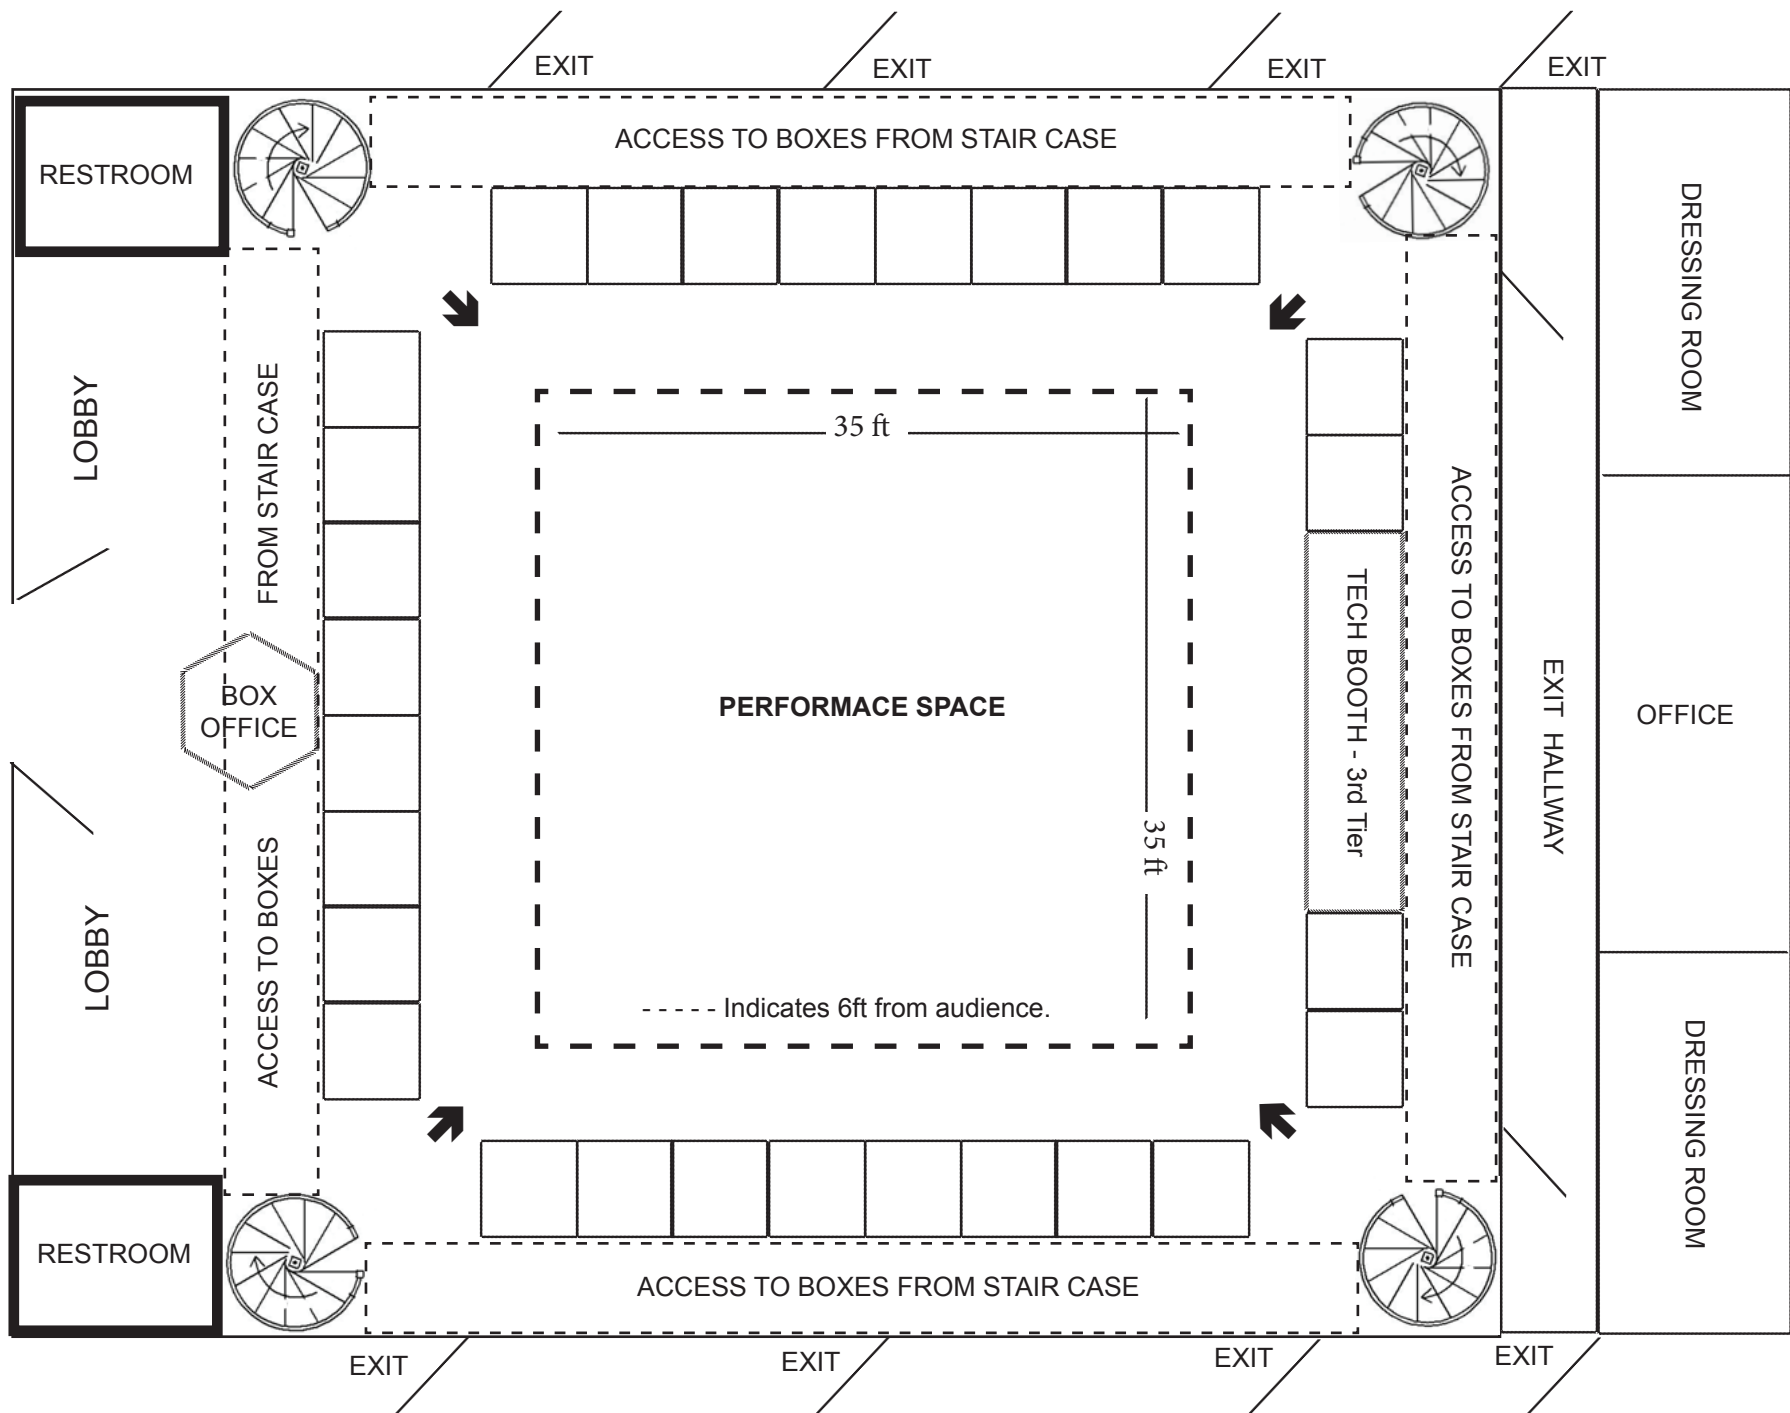 EXIT
EXIT
EXIT
EXIT
RESTROOM
ACCESS TO BOXES FROM STAIR CASE
DRESSING ROOM
LOBBY
FROM STAIR CASE
35 ft
ACCESS TO BOXES FROM STAIR CASE
TECH BOOTH - 3rd Tier
BOX
OFFICE
PERFORMACE SPACE
EXIT HALLWAY
OFFICE
35 ft
LOBBY
ACCESS TO BOXES
----- Indicates 6ft from audience.
DRESSING ROOM
RESTROOM
ACCESS TO BOXES FROM STAIR CASE
EXIT
EXIT
EXIT
EXIT